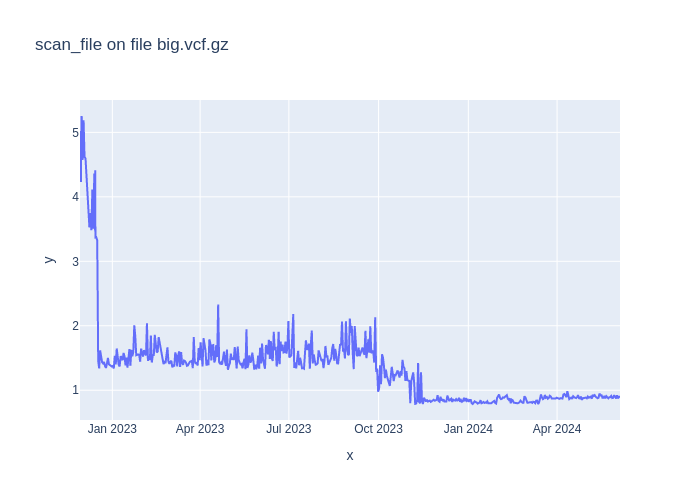 scan_file on file big.vcf.gz
5
4
3
2
1
y
Jan 2023
Apr 2023
Jul 2023
Oct 2023
Jan 2024
Apr 2024
x